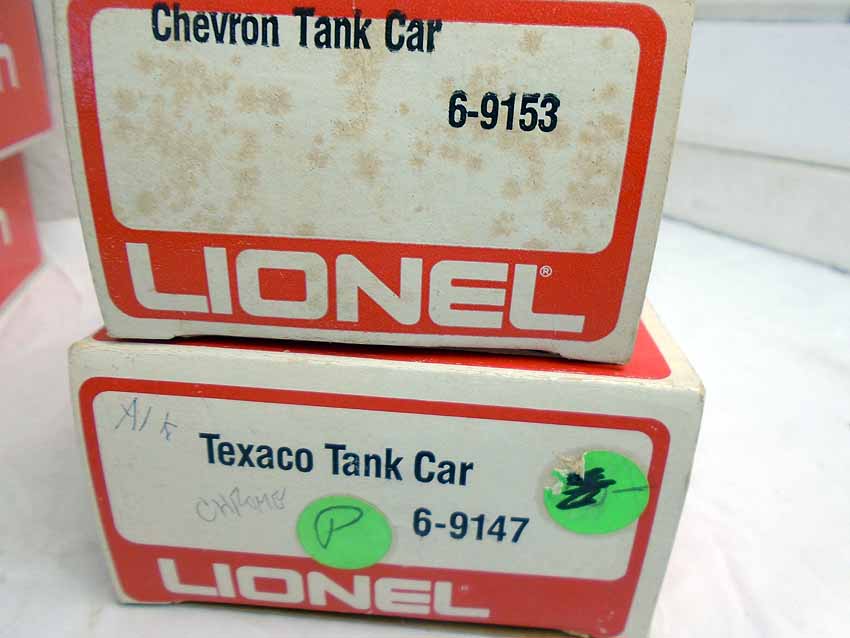 Chevron Tank Car
6-9153
LIONEL®
Texaco Tank Car
CHROME
P
6-9147
LIONEL